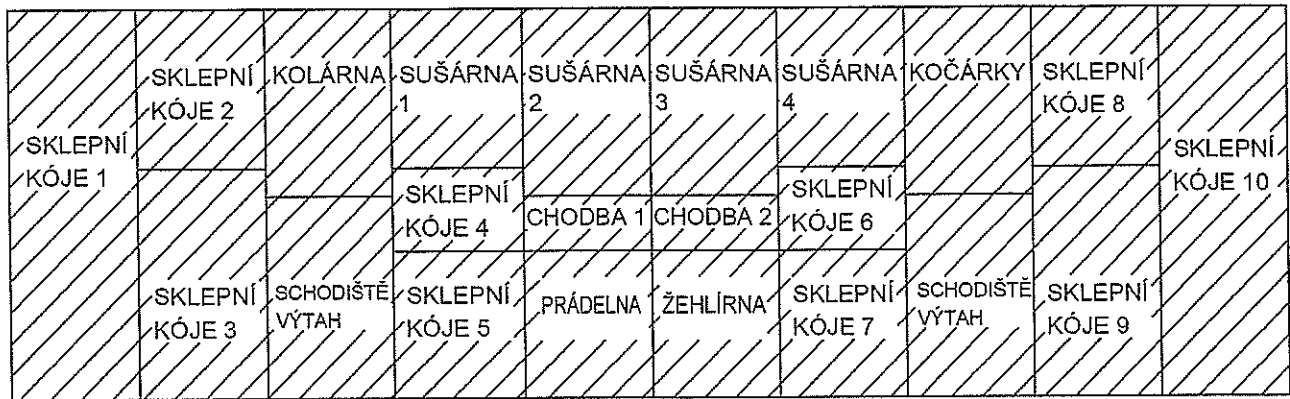 SKLEPNÍ
KÓJE 1
SKLEPNÍ
KÓJE 2
SKLEPNÍ
KÓJE 3
KOLÁRNA
SCHODIŠTĚ
VÝTAH
SUŠÁRNA
1
SKLEPNÍ
KÓJE 4
SKLEPNÍ
KÓJE 5
SUŠÁRNA
2
CHODBA 1
PRÁDELNA
SUŠÁRNA
3
CHODBA 2
ŽEHLÍRNA
SUŠÁRNA
4
SKLEPNÍ
KÓJE 6
SKLEPNÍ
KÓJE 7
KOČÁRKY
SCHODIŠTĚ
VÝTAH
SKLEPNÍ
KÓJE 8
SKLEPNÍ
KÓJE 9
SKLEPNÍ
KÓJE 10